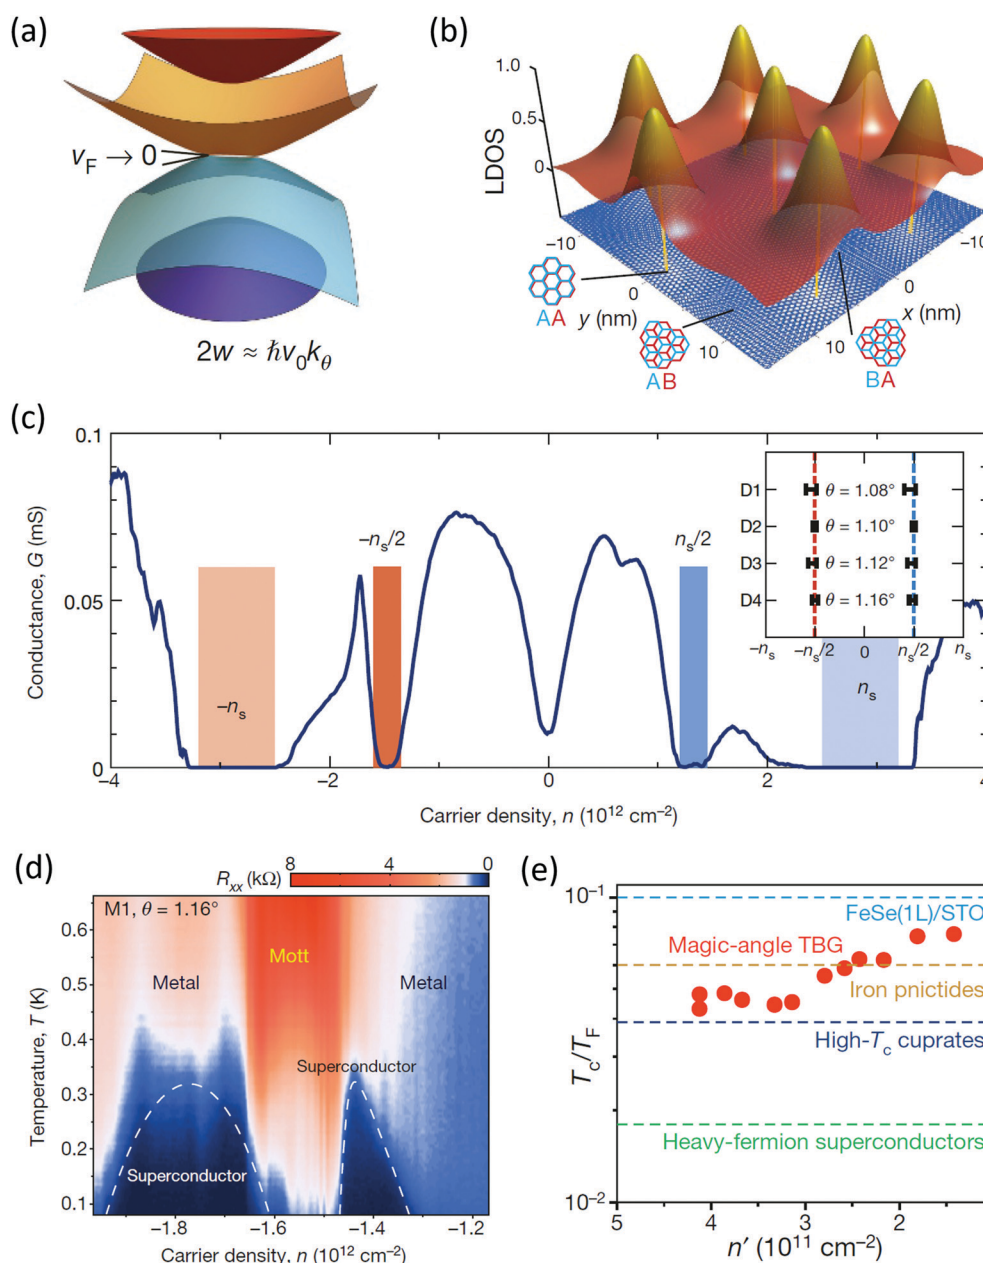 (a)
v_F → 0
2w ≈ ℏv₀k_θ
(b)
LDOS
1.0
0.5
0
−10
0
10
y (nm)
−10
0
10
x (nm)
AA
AB
BA
(c)
Conductance, G (mS)
0.1
0.05
0
−n_s
−n_s/2
n_s/2
n_s
D1 θ = 1.08°
D2 θ = 1.10°
D3 θ = 1.12°
D4 θ = 1.16°
−n_s −n_s/2 0 n_s/2 n_s
−4 −2 0 2 4
Carrier density, n (10¹² cm⁻²)
(d)
R_xx (kΩ)
8 4 0
M1, θ = 1.16°
Mott
Metal
Metal
Superconductor
Superconductor
Temperature, T (K)
0.6
0.5
0.4
0.3
0.2
0.1
−1.8 −1.6 −1.4 −1.2
Carrier density, n (10¹² cm⁻²)
(e)
T_c/T_F
10⁻¹
10⁻²
FeSe(1L)/STO
Magic-angle TBG
Iron pnictides
High-T_c cuprates
Heavy-fermion superconductors
5 4 3 2
n′ (10¹¹ cm⁻²)